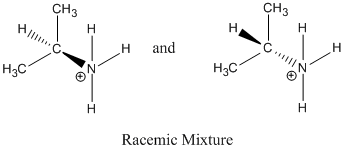 CH3 H
H C H
H3C N
⊕
H
and
CH3
H H
C H
H3C N
⊕
H
Racemic Mixture